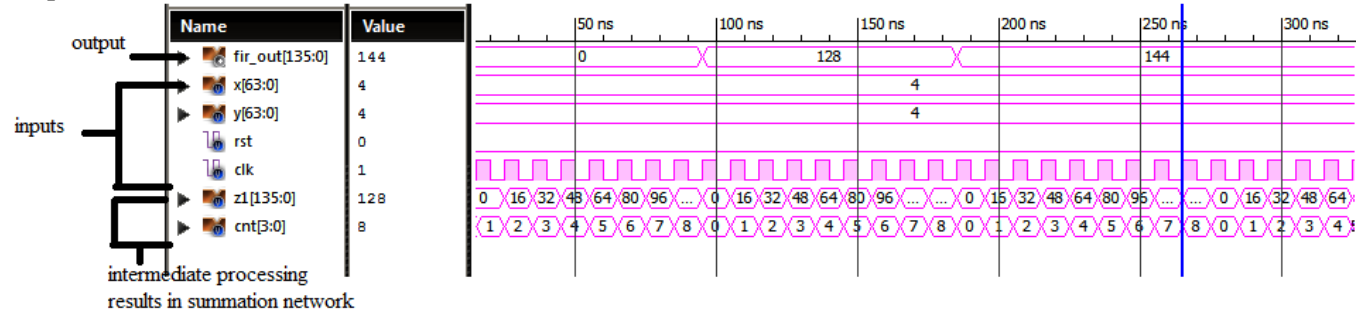 Name Value 50 ns 100 ns 150 ns 200 ns 250 ns 300 ns
output fir_out[135:0] 144 0 128 144
x[63:0] 4 4
inputs y[63:0] 4 4
rst 0
clk 1
z1[135:0] 128 0 16 32 48 64 80 96 ... 0 16 32 48 64 80 96 ... ... 0 16 32 48 64 80 96 ... ... 0 16 32 48 64
cnt[3:0] 8 1 2 3 4 5 6 7 8 0 1 2 3 4 5 6 7 8 0 1 2 3 4 5 6 7 8 0 1 2 3 4
intermediate processing
results in summation network